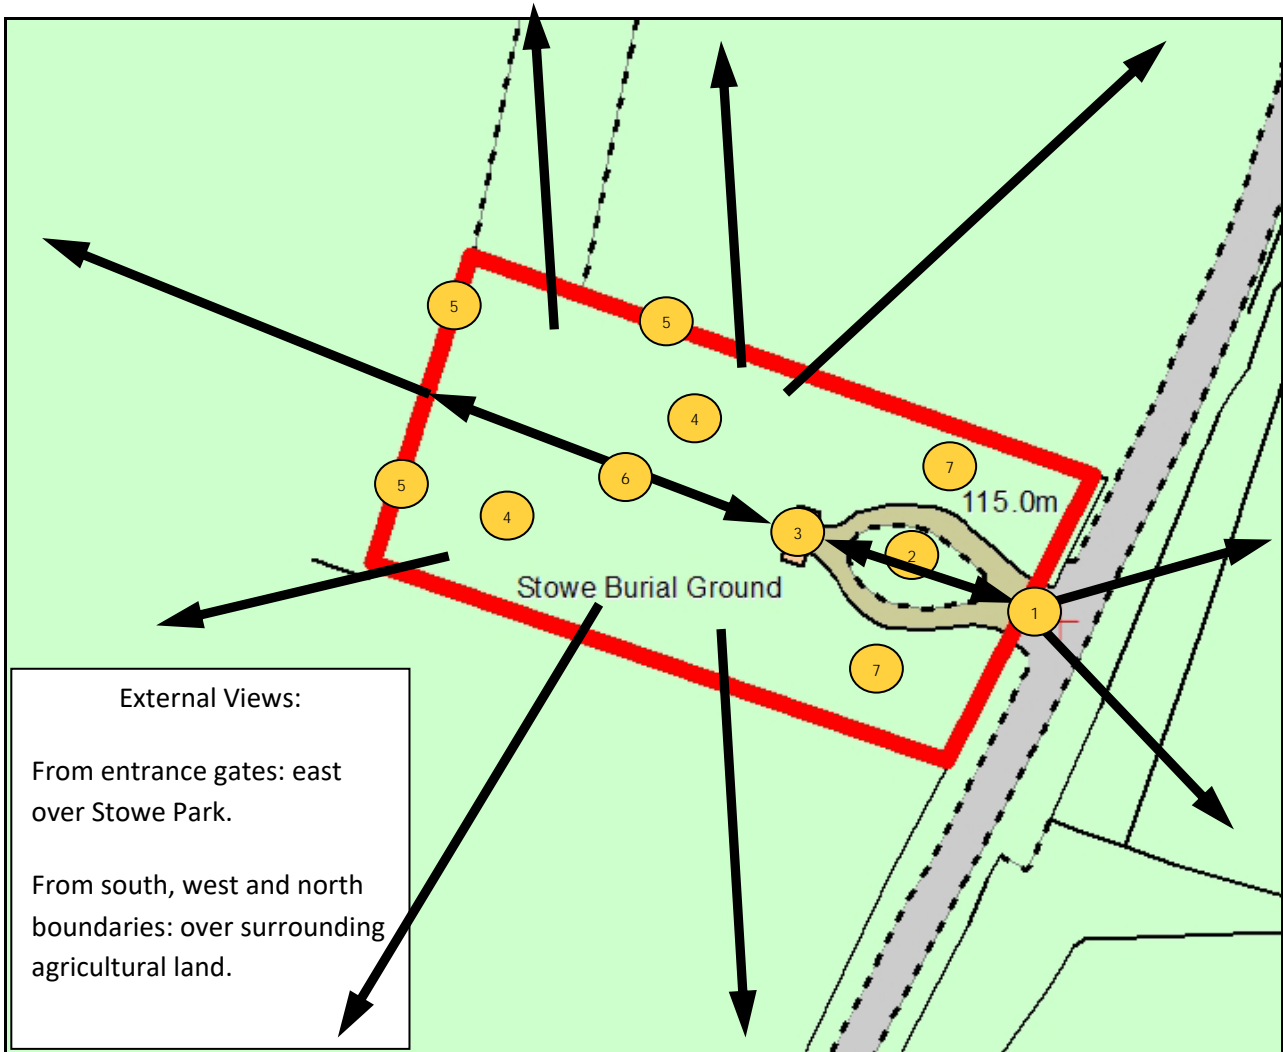 5
5
4
7
6
115.0m
5
4
3
2
Stowe Burial Ground
1
7
External Views:
From entrance gates: east
over Stowe Park.
From south, west and north
boundaries: over surrounding
agricultural land.